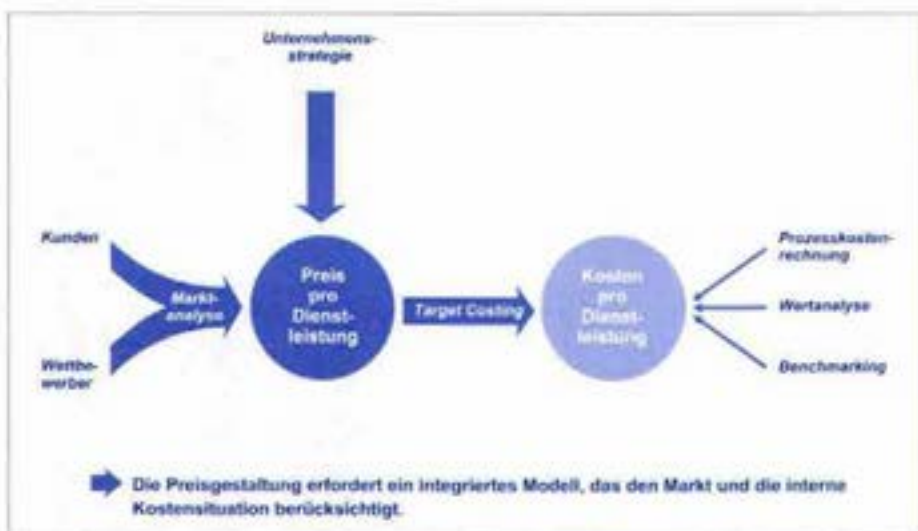 Unternehmens-
strategie
Kunden
Markt-
analyse
Wettbe-
werber
Preis
pro
Dienst-
leistung
Target Costing
Kosten
pro
Dienst-
leistung
Prozesskosten-
rechnung
Wertanalyse
Benchmarking
Die Preisgestaltung erfordert ein integriertes Modell, das den Markt und die interne
Kostensituation berücksichtigt.